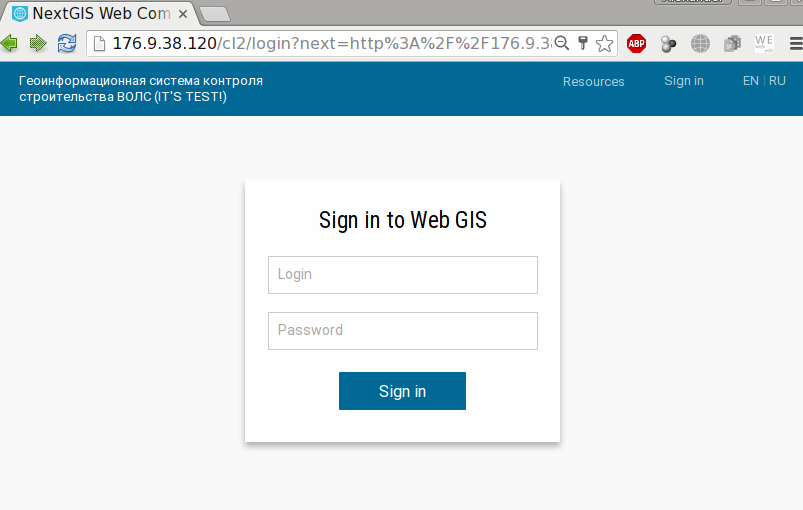 NextGIS Web Com
176.9.38.120/cl2/login?next=http%3A%2F%2F176.9.3
ABP
WE
Геоинформационная система контроля
строительства ВОЛС (IT'S TEST!)
Resources
Sign in
EN | RU
Sign in to Web GIS
Login
Password
Sign in